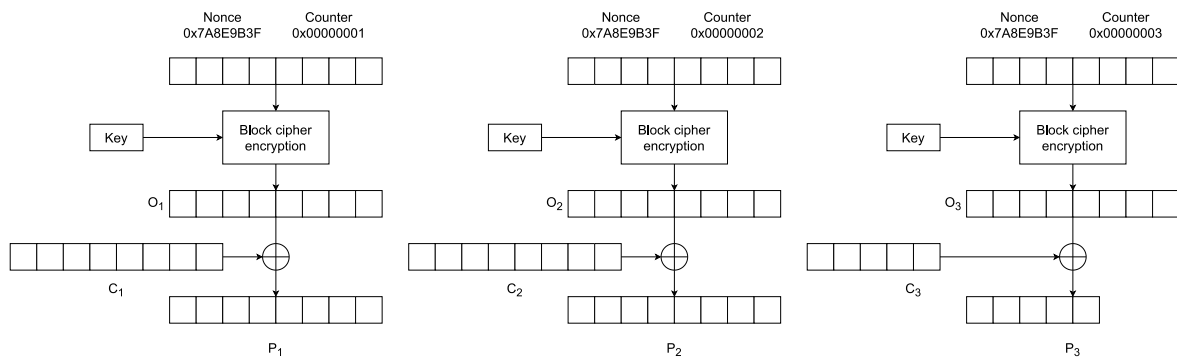 Nonce
0x7A8E9B3F
Counter
0x00000001
Key
Block cipher
encryption
O₁
C₁
P₁
Nonce
0x7A8E9B3F
Counter
0x00000002
Key
Block cipher
encryption
O₂
C₂
P₂
Nonce
0x7A8E9B3F
Counter
0x00000003
Key
Block cipher
encryption
O₃
C₃
P₃